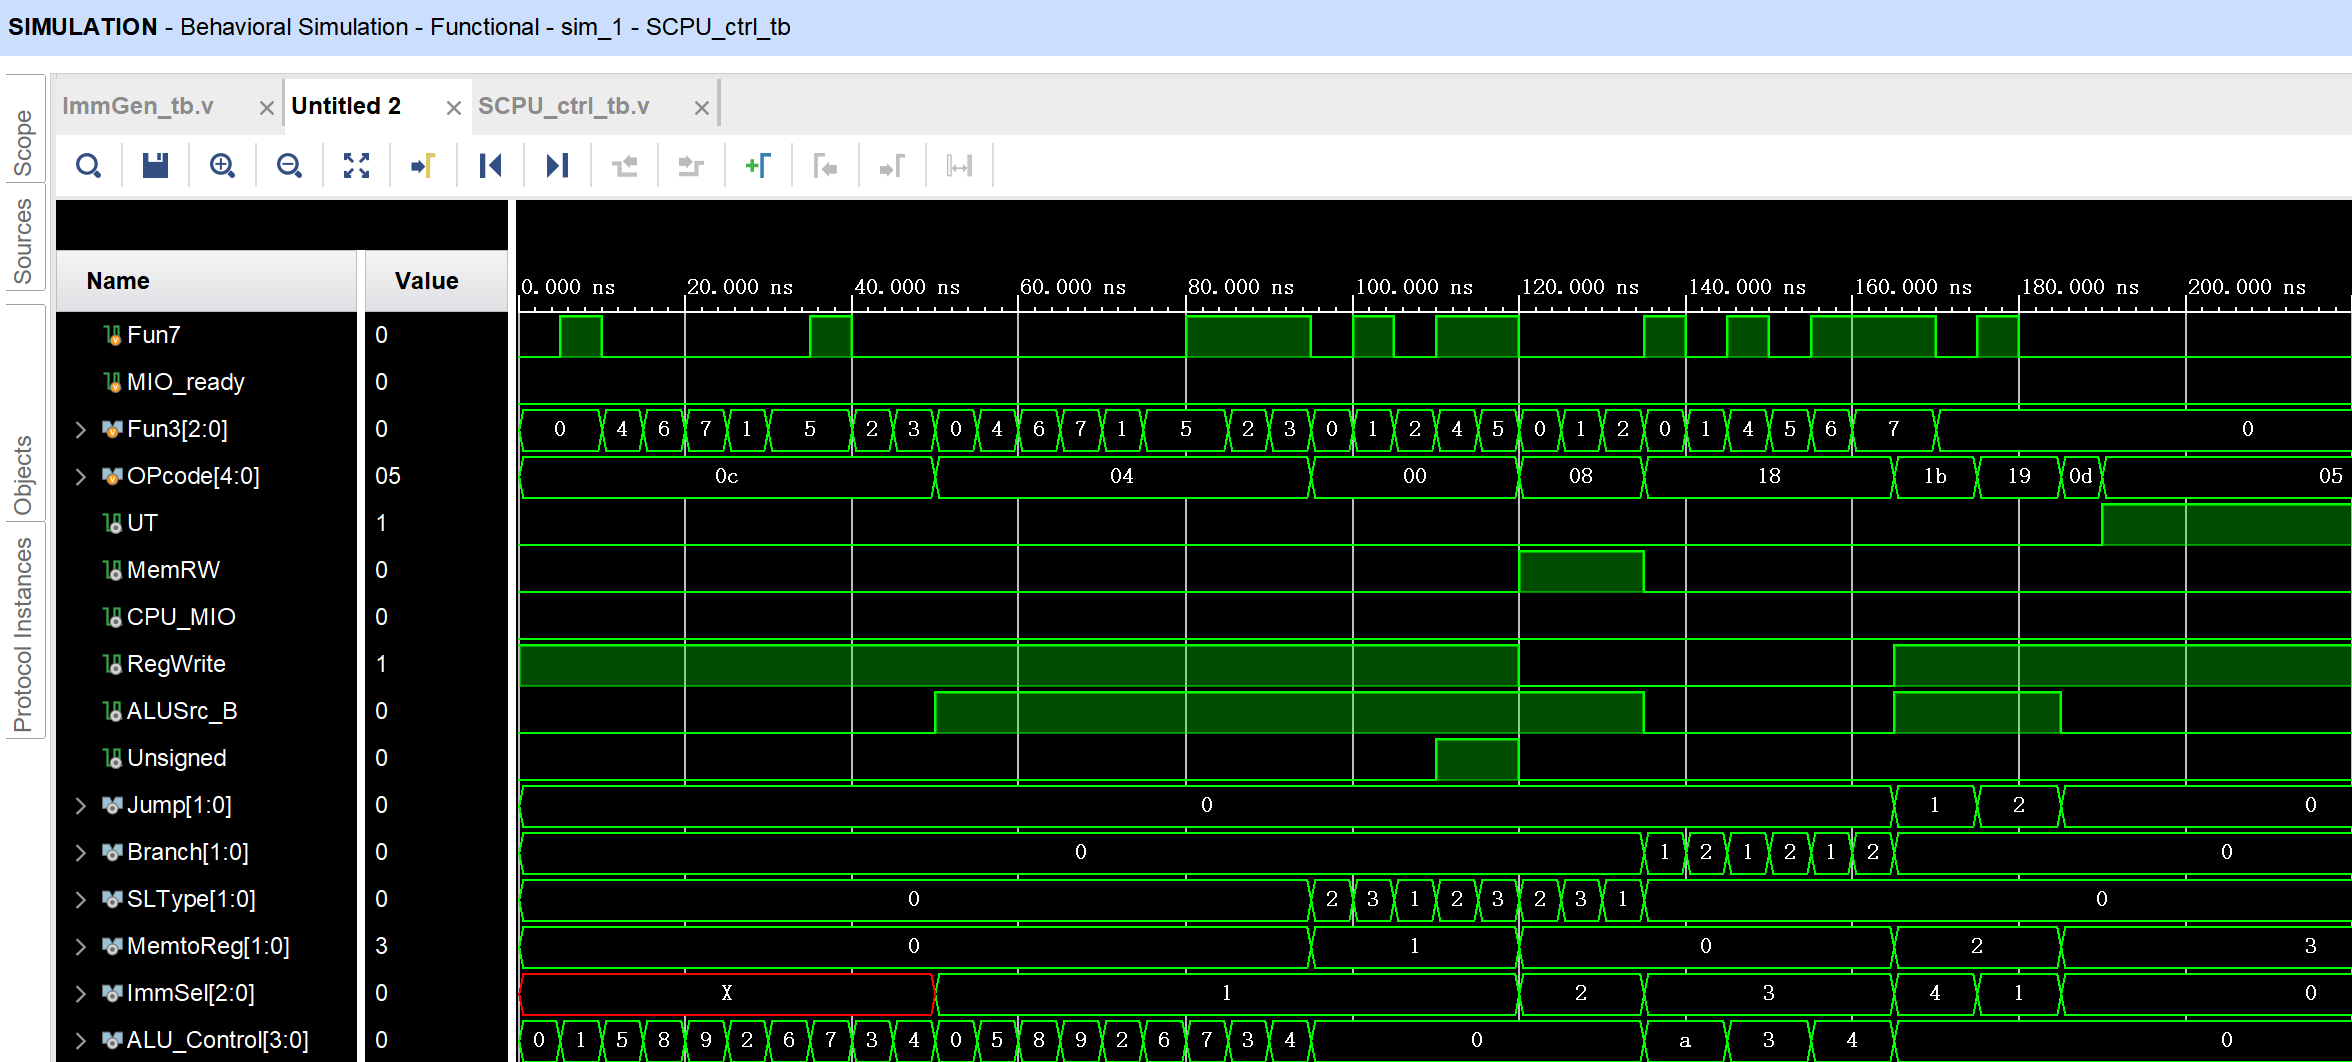 SIMULATION - Behavioral Simulation - Functional - sim_1 - SCPU_ctrl_tb
Scope
Sources
Objects
Protocol Instances
ImmGen_tb.v × Untitled 2 × SCPU_ctrl_tb.v ×
Name Value
0.000 ns 20.000 ns 40.000 ns 60.000 ns 80.000 ns 100.000 ns 120.000 ns 140.000 ns 160.000 ns 180.000 ns 200.000 ns
Fun7 0
MIO_ready 0
Fun3[2:0] 0 0 4 6 7 1 5 2 3 0 4 6 7 1 5 2 3 0 1 2 4 5 0 1 2 0 1 4 5 6 7 0
OPcode[4:0] 05 0c 04 00 08 18 1b 19 0d 05
UT 1
MemRW 0
CPU_MIO 0
RegWrite 1
ALUSrc_B 0
Unsigned 0
Jump[1:0] 0 0 1 2 0
Branch[1:0] 0 0 1 2 1 2 1 2 0
SLType[1:0] 0 0 2 3 1 2 3 2 3 1 0
MemtoReg[1:0] 3 0 1 0 2 3
ImmSel[2:0] 0 X 1 2 3 4 1 0
ALU_Control[3:0] 0 0 1 5 8 9 2 6 7 3 4 0 5 8 9 2 6 7 3 4 0 a 3 4 0